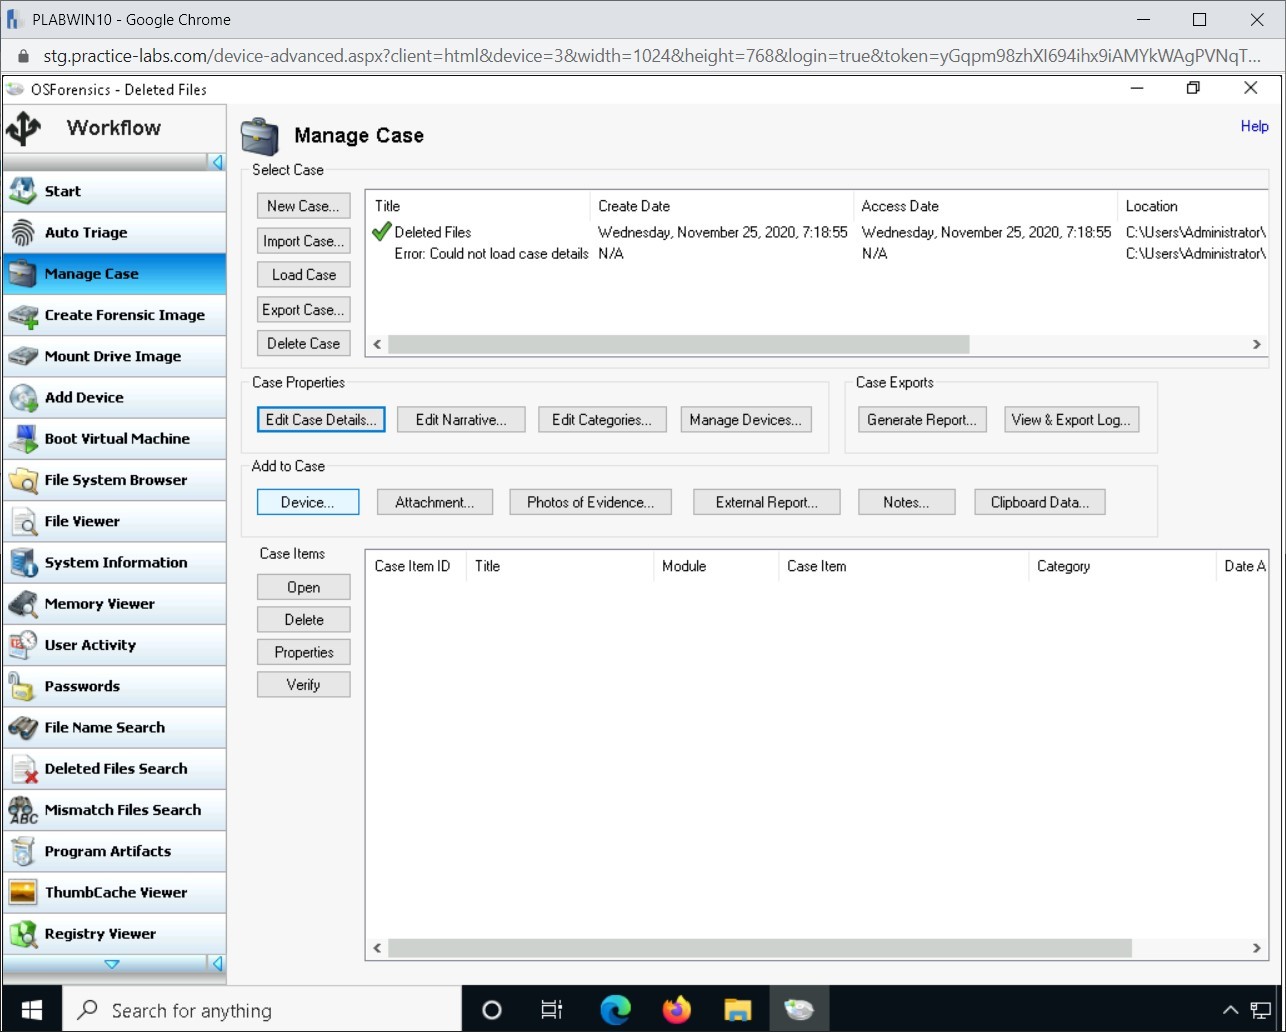 PLABWIN10 - Google Chrome
stg.practice-labs.com/device-advanced.aspx?client=html&device=3&width=1024&height=768&login=true&token=yGqpm98zhXI694ihx9iAMYkWAgPVNqT...
OSForensics - Deleted Files
Workflow
Start
Auto Triage
Manage Case
Create Forensic Image
Mount Drive Image
Add Device
Boot Virtual Machine
File System Browser
File Viewer
System Information
Memory Viewer
User Activity
Passwords
File Name Search
Deleted Files Search
Mismatch Files Search
ABC
Program Artifacts
ThumbCache Viewer
Registry Viewer
Manage Case
Help
Select Case
New Case...
Import Case...
Load Case
Export Case...
Delete Case
Title Create Date Access Date Location
Deleted Files Wednesday, November 25, 2020, 7:18:55 Wednesday, November 25, 2020, 7:18:55 C:\Users\Administrator\
Error: Could not load case details N/A N/A C:\Users\Administrator\
Case Properties
Edit Case Details... Edit Narrative... Edit Categories... Manage Devices...
Case Exports
Generate Report... View & Export Log...
Add to Case
Device... Attachment... Photos of Evidence... External Report... Notes... Clipboard Data...
Case Items
Open
Delete
Properties
Verify
Case Item ID Title Module Case Item Category Date A
Search for anything